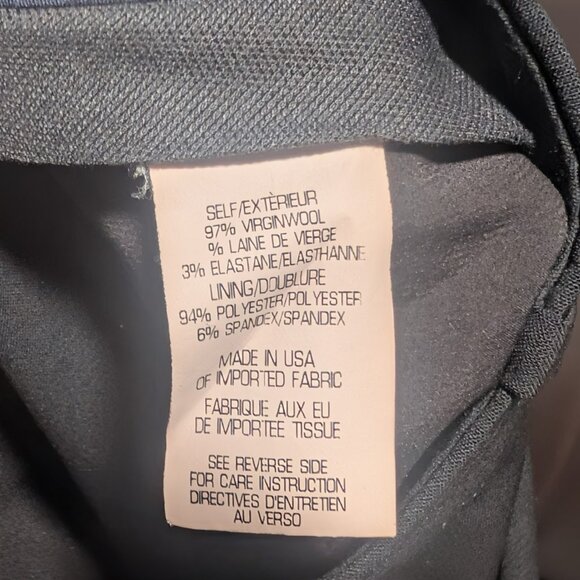 SELF/EXTÈRIEUR
97% VIRGINWOOL
% LAINE DE VIERGE
3% ELASTANE/ELASTHANNE
LINING/DOUBLURE
94% POLYESTER/POLYESTER
6% SPANDEX/SPANDEX
MADE IN USA
OF IMPORTED FABRIC
FABRIQUE AUX EU
DE IMPORTEE TISSUE
SEE REVERSE SIDE
FOR CARE INSTRUCTION
DIRECTIVES D'ENTRETIEN
AU VERSO